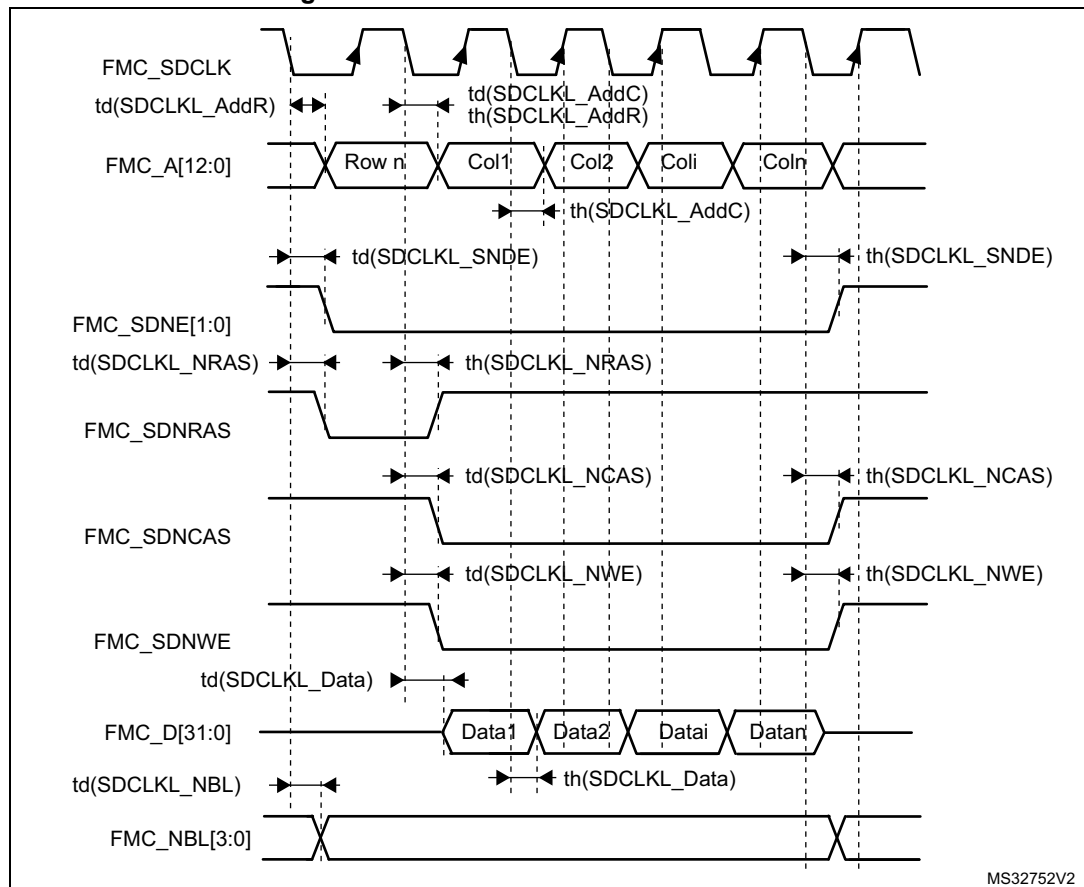 FMC_SDCLK
td(SDCLKL_AddR)
td(SDCLKL_AddC)
th(SDCLKL_AddR)
FMC_A[12:0]
Row n
Col1
Col2
Coli
Coln
th(SDCLKL_AddC)
td(SDCLKL_SNDE)
th(SDCLKL_SNDE)
FMC_SDNE[1:0]
td(SDCLKL_NRAS)
th(SDCLKL_NRAS)
FMC_SDNRAS
td(SDCLKL_NCAS)
th(SDCLKL_NCAS)
FMC_SDNCAS
td(SDCLKL_NWE)
th(SDCLKL_NWE)
FMC_SDNWE
td(SDCLKL_Data)
FMC_D[31:0]
Data1
Data2
Datai
Datan
td(SDCLKL_NBL)
th(SDCLKL_Data)
FMC_NBL[3:0]
MS32752V2